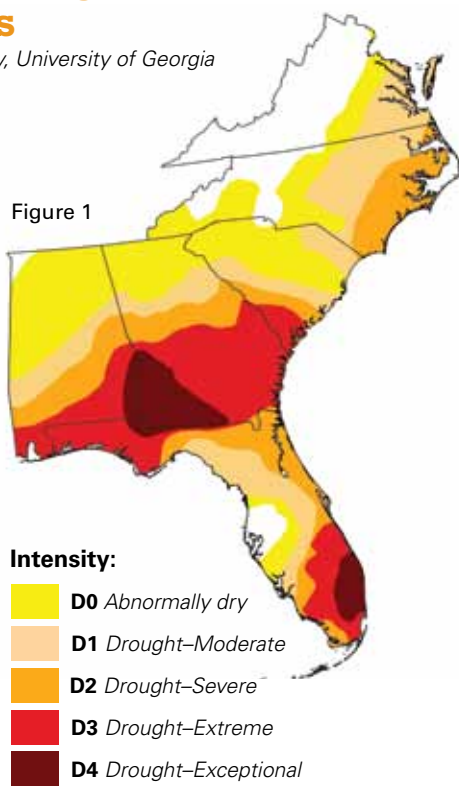 s
y, University of Georgia
Figure 1
Intensity:
D0 Abnormally dry
D1 Drought–Moderate
D2 Drought–Severe
D3 Drought–Extreme
D4 Drought–Exceptional